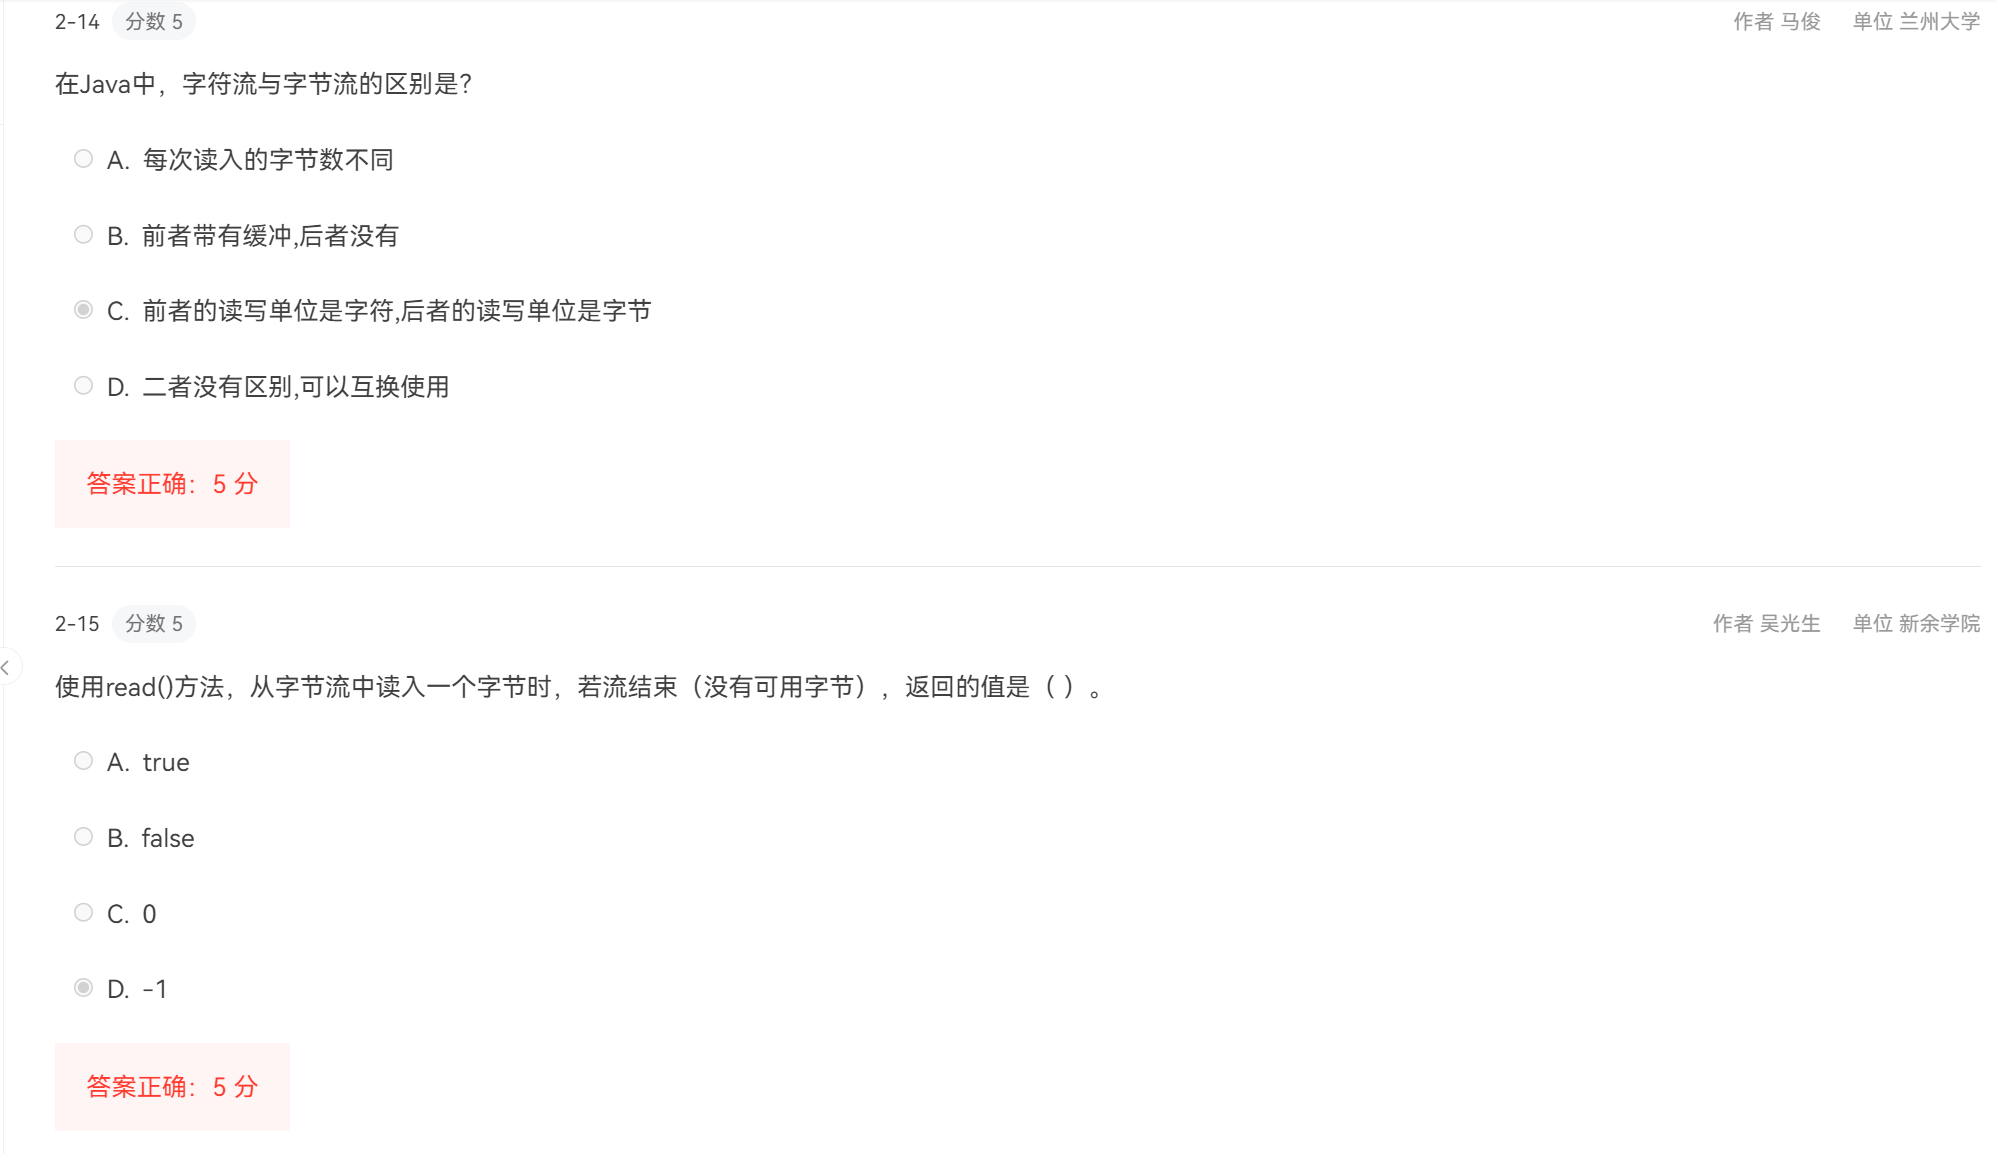 2-14 分数 5 作者 马俊 单位 兰州大学
在Java中，字符流与字节流的区别是？
A. 每次读入的字节数不同
B. 前者带有缓冲,后者没有
C. 前者的读写单位是字符,后者的读写单位是字节
D. 二者没有区别,可以互换使用
答案正确：5 分
2-15 分数 5 作者 吴光生 单位 新余学院
使用read()方法，从字节流中读入一个字节时，若流结束（没有可用字节），返回的值是（ ）。
A. true
B. false
C. 0
D. -1
答案正确：5 分